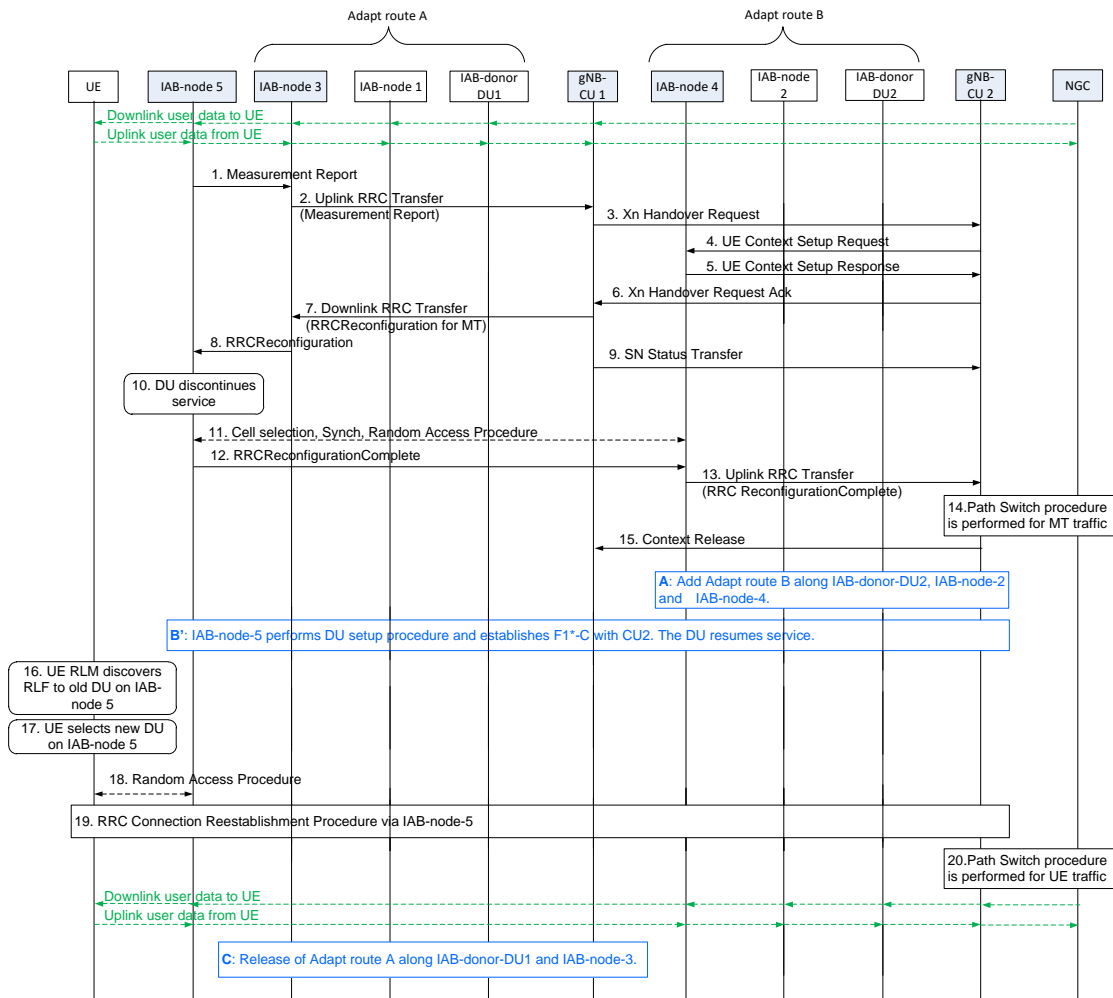 Adapt route A
Adapt route B
UE
IAB-node 5
IAB-node 3
IAB-node 1
IAB-donor
DU1
gNB-
CU 1
IAB-node 4
IAB-node
2
IAB-donor
DU2
gNB-
CU 2
NGC
Downlink user data to UE
Uplink user data from UE
1. Measurement Report
2. Uplink RRC Transfer
(Measurement Report)
3. Xn Handover Request
4. UE Context Setup Request
5. UE Context Setup Response
6. Xn Handover Request Ack
7. Downlink RRC Transfer
(RRCReconfiguration for MT)
8. RRCReconfiguration
9. SN Status Transfer
10. DU discontinues
service
11. Cell selection, Synch, Random Access Procedure
12. RRCReconfigurationComplete
13. Uplink RRC Transfer
(RRC ReconfigurationComplete)
14.Path Switch procedure
is performed for MT traffic
15. Context Release
A: Add Adapt route B along IAB-donor-DU2, IAB-node-2
and IAB-node-4.
B': IAB-node-5 performs DU setup procedure and establishes F1*-C with CU2. The DU resumes service.
16. UE RLM discovers
RLF to old DU on IAB-
node 5
17. UE selects new DU
on IAB-node 5
18. Random Access Procedure
19. RRC Connection Reestablishment Procedure via IAB-node-5
20.Path Switch procedure
is performed for UE traffic
Downlink user data to UE
Uplink user data from UE
C: Release of Adapt route A along IAB-donor-DU1 and IAB-node-3.